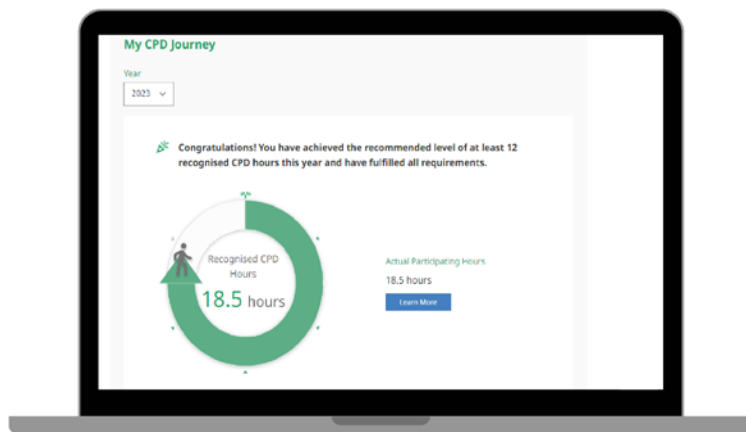 My CPD Journey
Year
2023
Congratulations! You have achieved the recommended level of at least 12
recognised CPD hours this year and have fulfilled all requirements.
Recognised CPD
Hours
18.5 hours
Actual Participating Hours
18.5 hours
Learn More